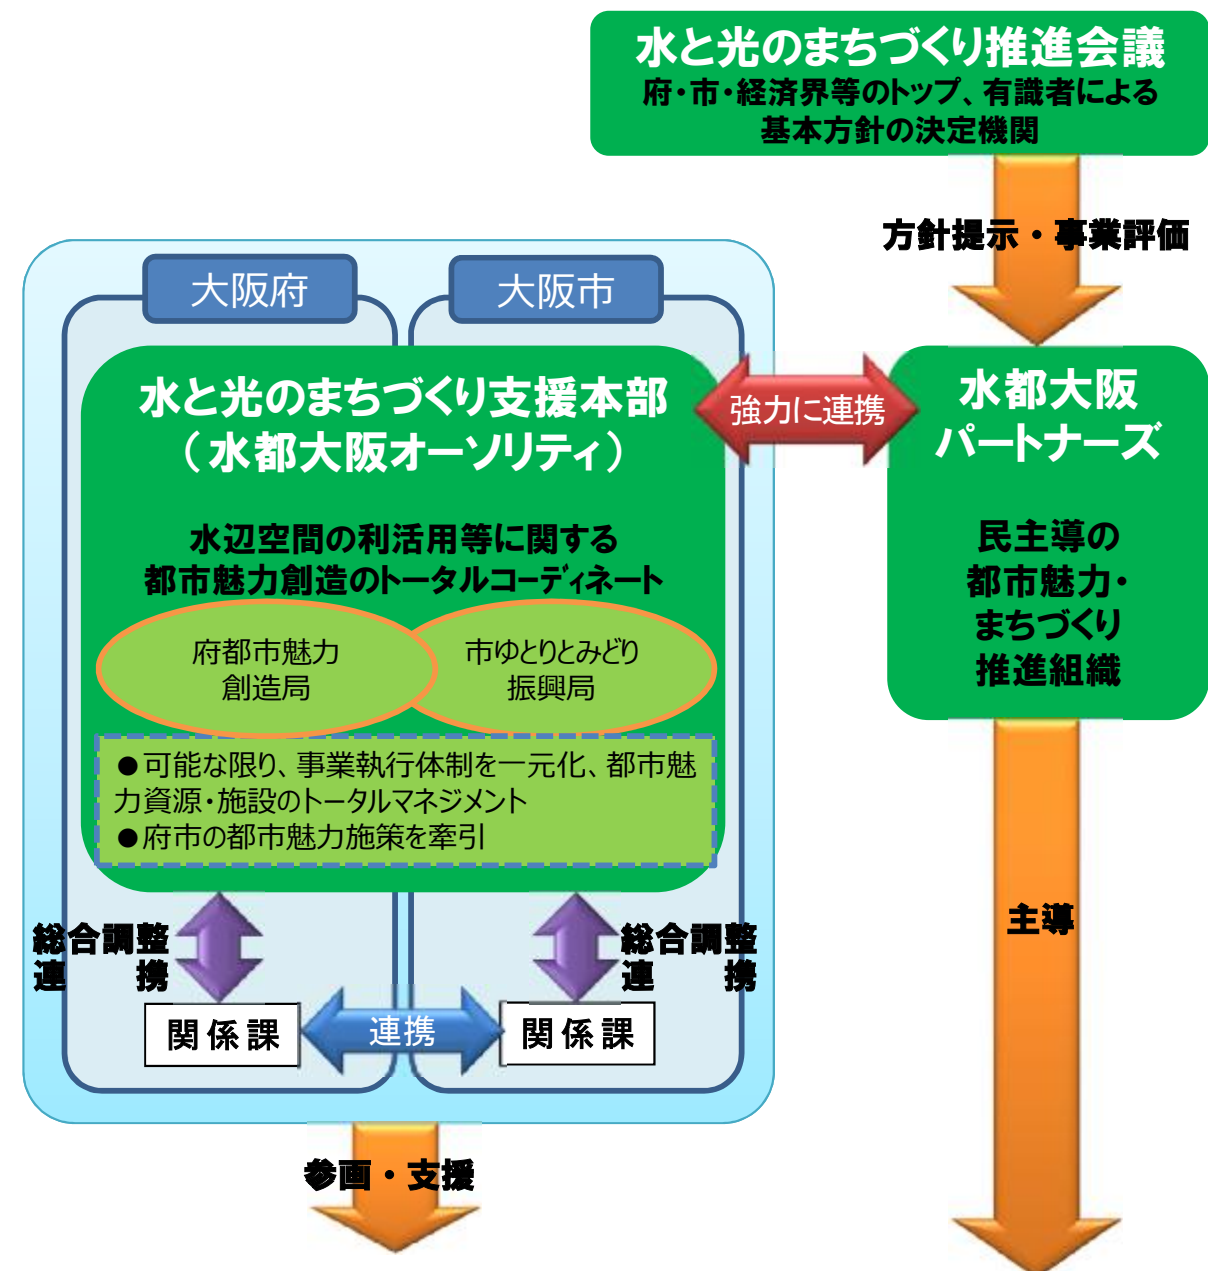 水と光のまちづくり推進会議
府・市・経済界等のトップ、有識者による
基本方針の決定機関
方針提示・事業評価
大阪府
大阪市
水と光のまちづくり支援本部
（水都大阪オーソリティ）
水辺空間の利活用等に関する
都市魅力創造のトータルコーディネート
府都市魅力
創造局
市ゆとりとみどり
振興局
●可能な限り、事業執行体制を一元化、都市魅
力資源・施設のトータルマネジメント
●府市の都市魅力施策を牽引
強力に連携
水都大阪
パートナーズ
民主導の
都市魅力・
まちづくり
推進組織
総合調整
連　　携
総合調整
連　　携
関係課
連携
関係課
主導
参画・支援